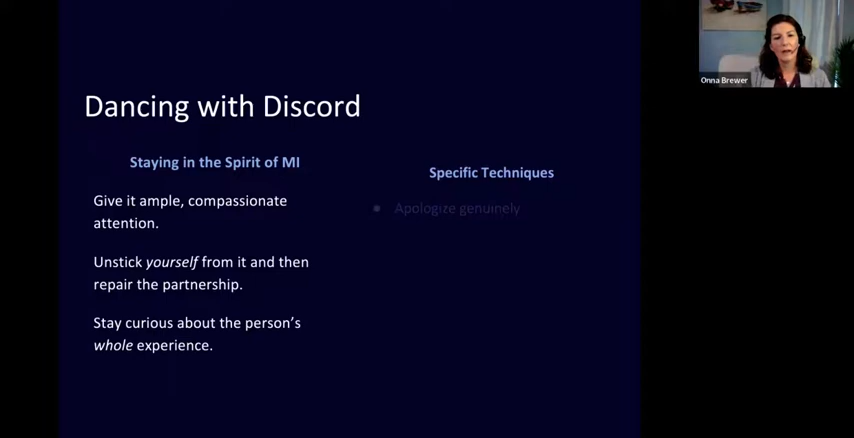 Dancing with Discord
Staying in the Spirit of MI
Give it ample, compassionate
attention.
Unstick yourself from it and then
repair the partnership.
Stay curious about the person's
whole experience.
Specific Techniques
• Apologize genuinely
Onna Brewer